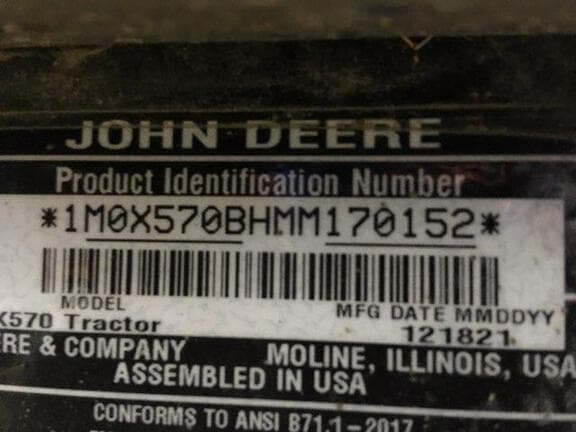 JOHN DEERE
Product Identification Number
*1M0X570BHMM170152*
MODEL MFG DATE MMDDYY
X570 Tractor 121821
ERE & COMPANY MOLINE, ILLINOIS, USA
ASSEMBLED IN USA
CONFORMS TO ANSI B71.1-2017